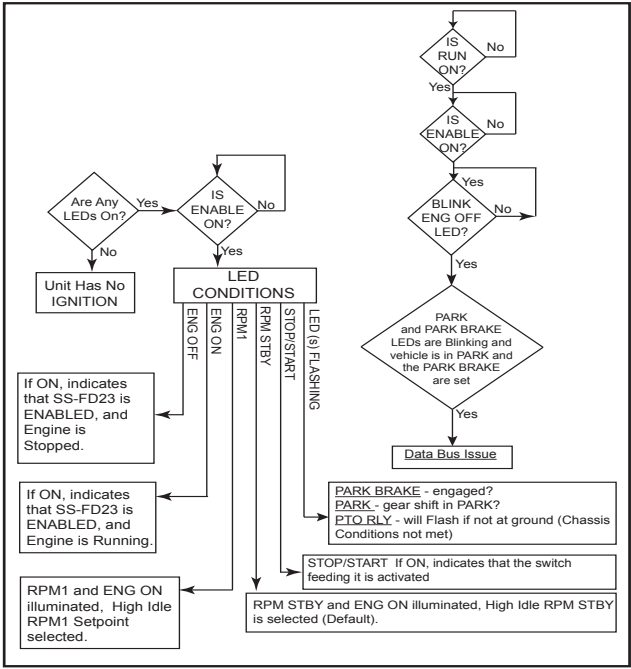 IS
RUN
ON?
No
Yes
IS
ENABLE
ON?
No
Yes
BLINK
ENG OFF
LED?
No
Yes
PARK
and PARK BRAKE
LEDs are Blinking and
vehicle is in PARK and
the PARK BRAKE
are set
Yes
Data Bus Issue
Are Any
LEDs On?
Yes
No
Unit Has No
IGNITION
IS
ENABLE
ON?
No
Yes
LED
CONDITIONS
ENG OFF
ENG ON
RPM1
RPM STBY
STOP/START
LED (s) FLASHING
If ON, indicates
that SS-FD23 is
ENABLED, and
Engine is
Stopped.
If ON, indicates
that SS-FD23 is
ENABLED, and
Engine is Running.
RPM1 and ENG ON
illuminated, High Idle
RPM1 Setpoint
selected.
PARK BRAKE - engaged?
PARK - gear shift in PARK?
PTO RLY - will Flash if not at ground (Chassis
Conditions not met)
STOP/START If ON, indicates that the switch
feeding it is activated
RPM STBY and ENG ON illuminated, High Idle RPM STBY
is selected (Default).